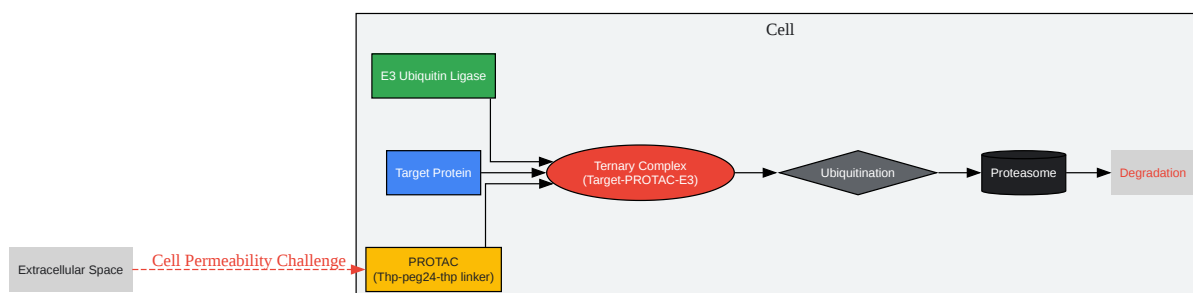 Cell
E3 Ubiquitin Ligase
Target Protein
Ternary Complex
(Target-PROTAC-E3)
Ubiquitination
Proteasome
Degradation
Extracellular Space
Cell Permeability Challenge
PROTAC
(Thp-peg24-thp linker)